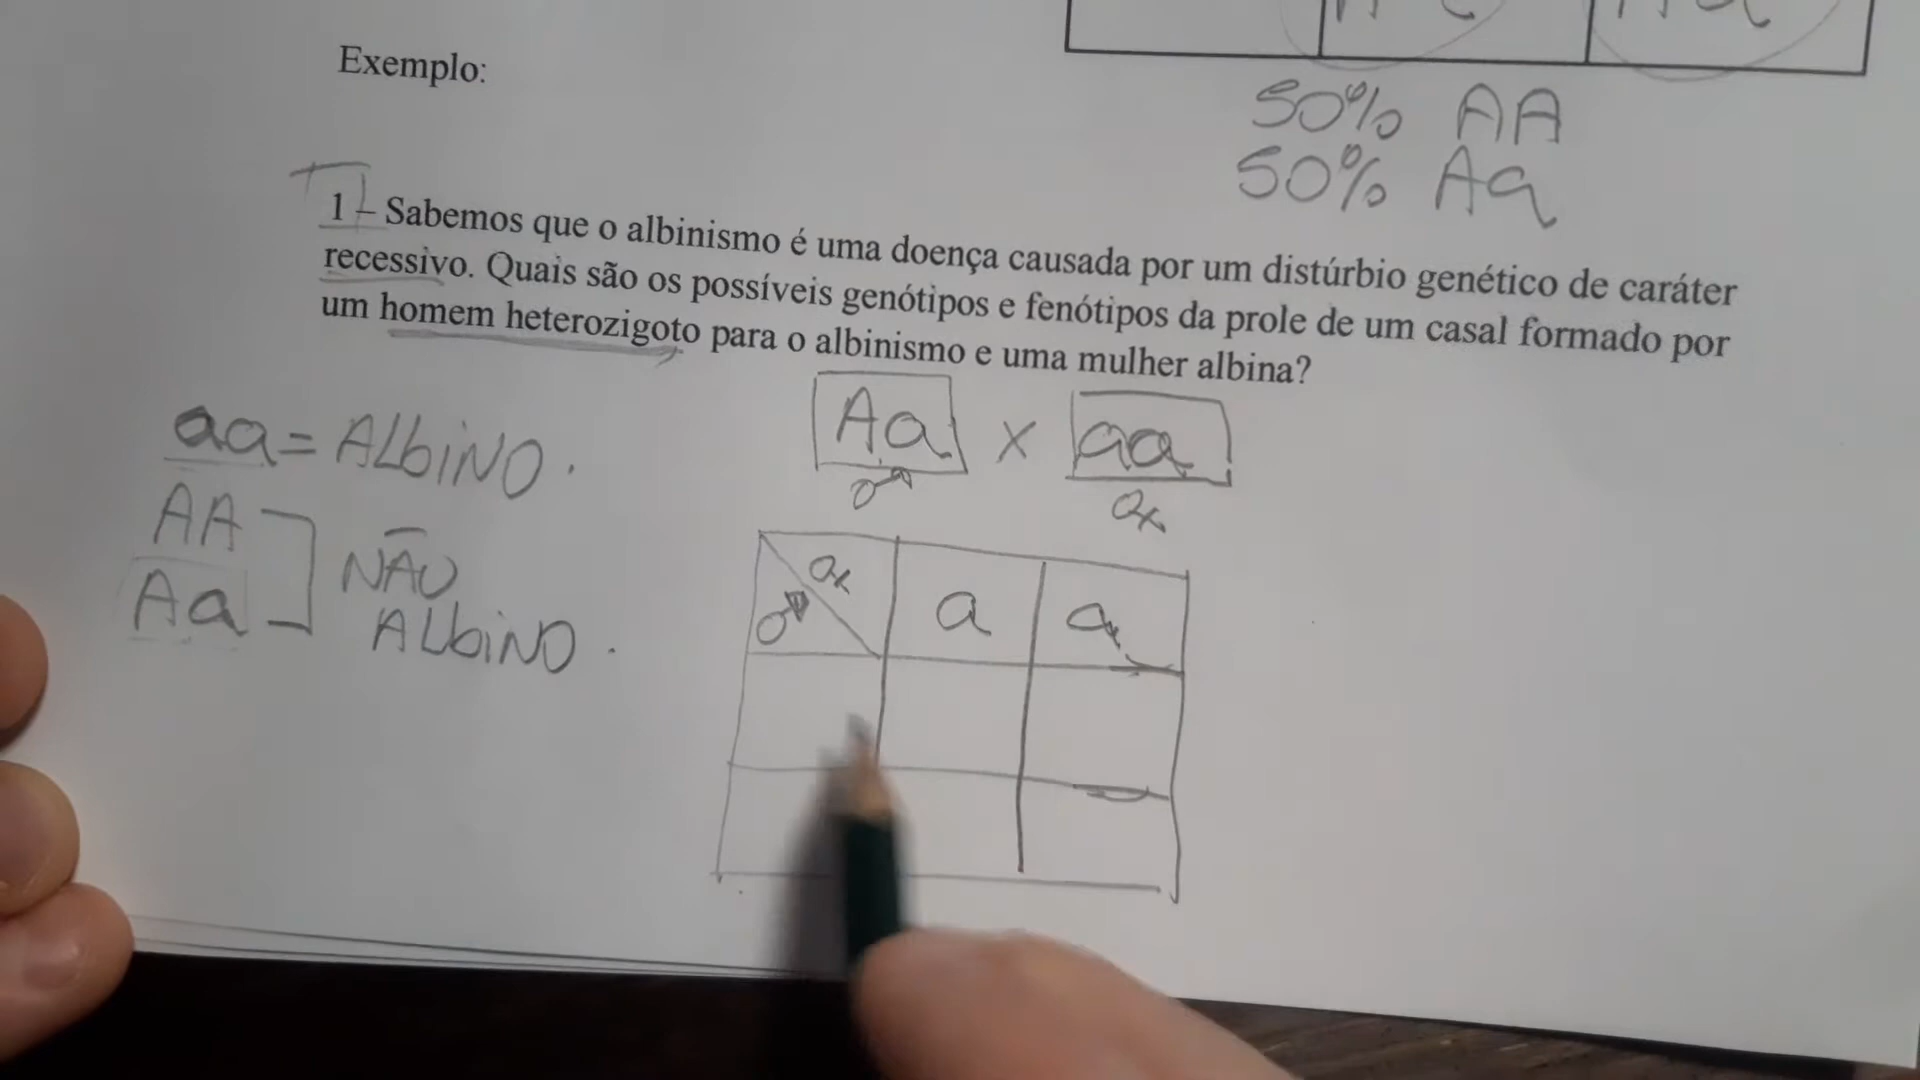 Exemplo:
50% AA
50% Aa
1 – Sabemos que o albinismo é uma doença causada por um distúrbio genético de caráter
recessivo. Quais são os possíveis genótipos e fenótipos da prole de um casal formado por
um homem heterozigoto para o albinismo e uma mulher albina?
aa = ALbiNO.
AA
Aa
NÃO
ALbiNO.
Aa x aa
♂ ♀
♀
♂
a a